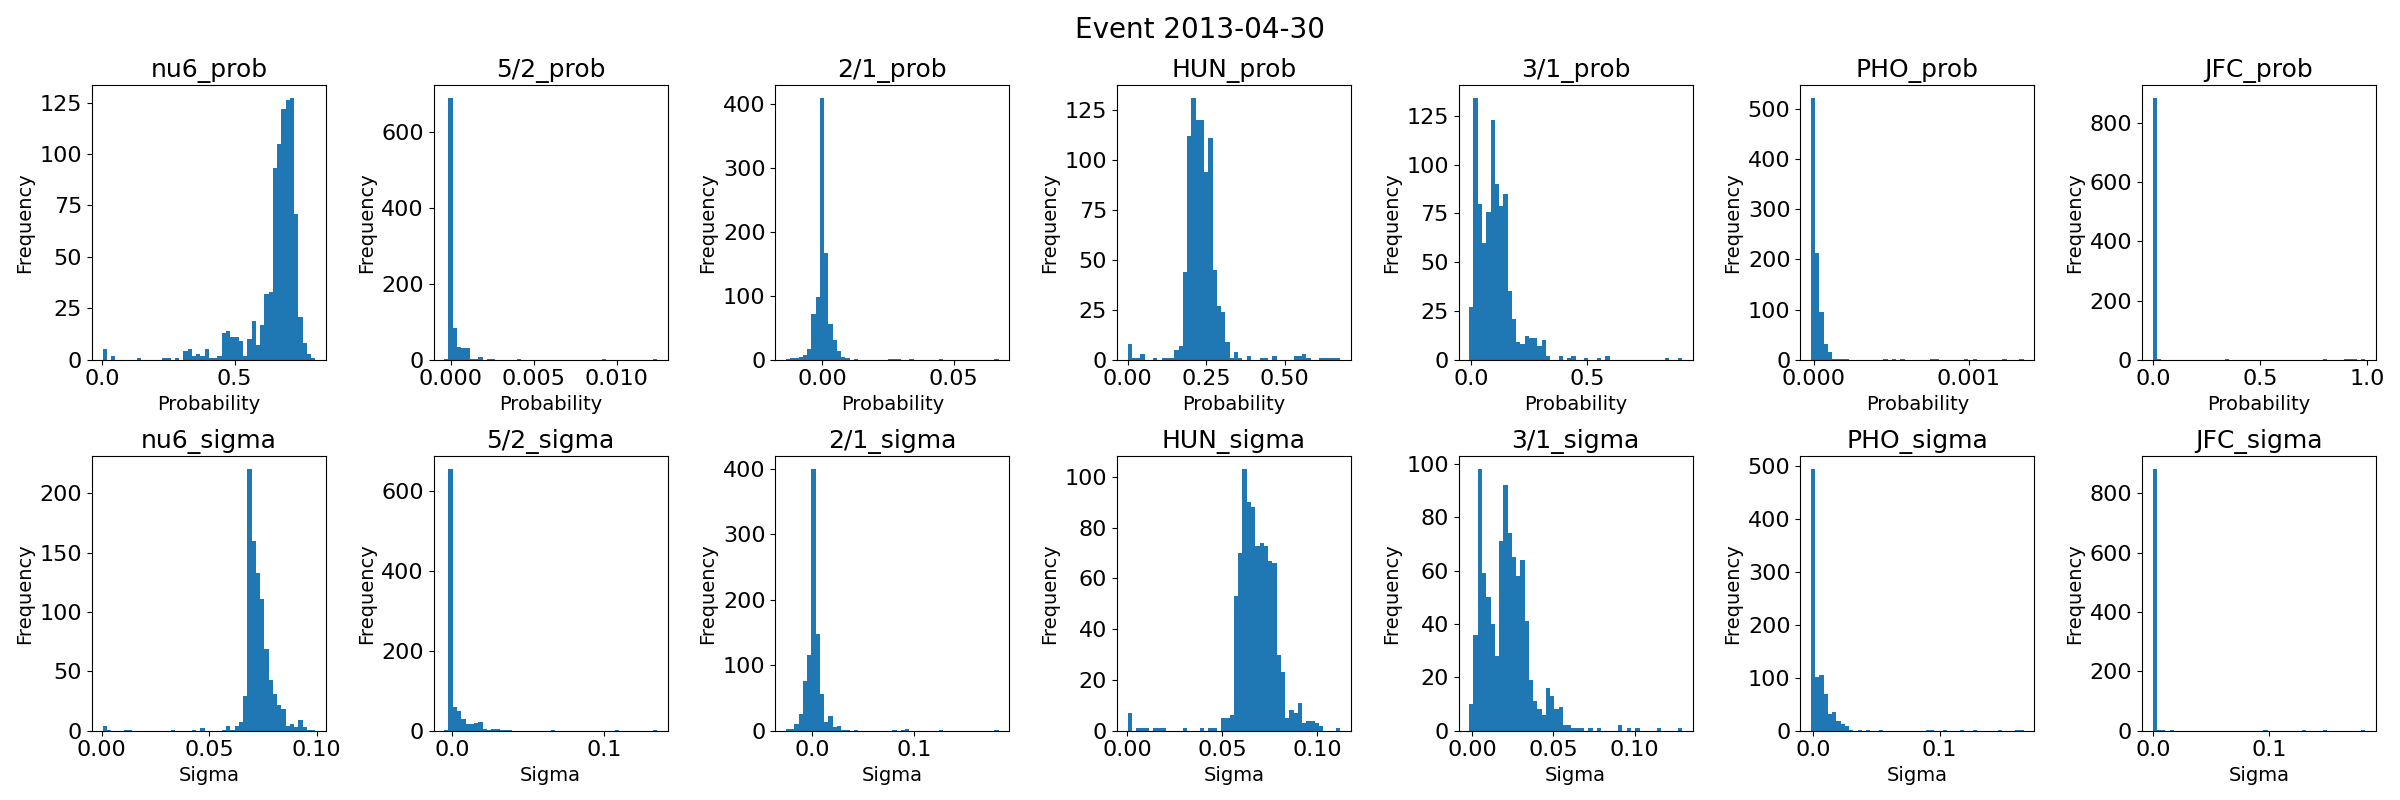 Event 2013-04-30
nu6_prob 5/2_prob 2/1_prob HUN_prob 3/1_prob PHO_prob JFC_prob
Frequency
125
100
75
50
25
0
0.0 0.5
Probability
Frequency
600
400
200
0
0.000 0.005 0.010
Probability
Frequency
400
300
200
100
0
0.00 0.05
Probability
Frequency
125
100
75
50
25
0
0.00 0.25 0.50
Probability
Frequency
125
100
75
50
25
0
0.0 0.5
Probability
Frequency
500
400
300
200
100
0
0.000 0.001
Probability
Frequency
800
600
400
200
0
0.0 0.5 1.0
Probability
nu6_sigma 5/2_sigma 2/1_sigma HUN_sigma 3/1_sigma PHO_sigma JFC_sigma
Frequency
200
150
100
50
0
0.00 0.05 0.10
Sigma
Frequency
600
400
200
0
0.0 0.1
Sigma
Frequency
400
300
200
100
0
0.0 0.1
Sigma
Frequency
100
80
60
40
20
0
0.00 0.05 0.10
Sigma
Frequency
100
80
60
40
20
0
0.00 0.05 0.10
Sigma
Frequency
500
400
300
200
100
0
0.0 0.1
Sigma
Frequency
800
600
400
200
0
0.0 0.1
Sigma